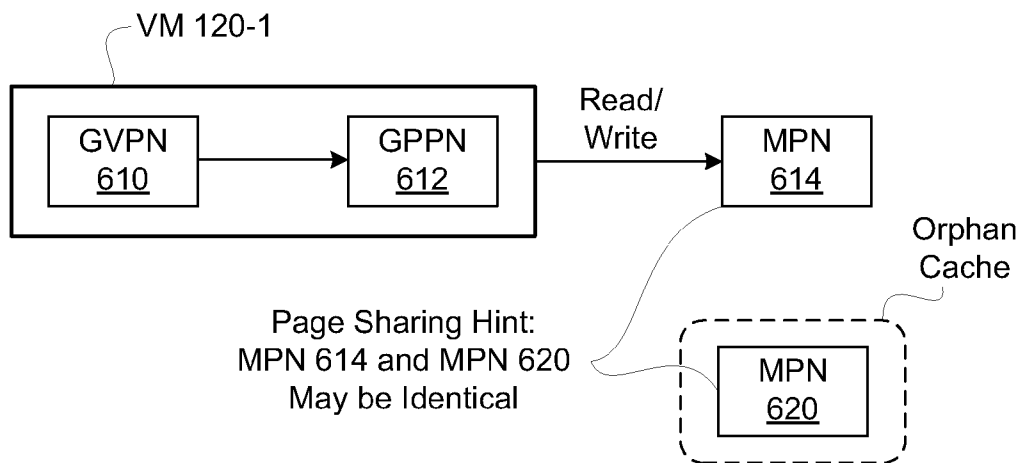 VM 120-1
GVPN
610
GPPN
612
Read/
Write
MPN
614
Orphan
Cache
Page Sharing Hint:
MPN 614 and MPN 620
May be Identical
MPN
620